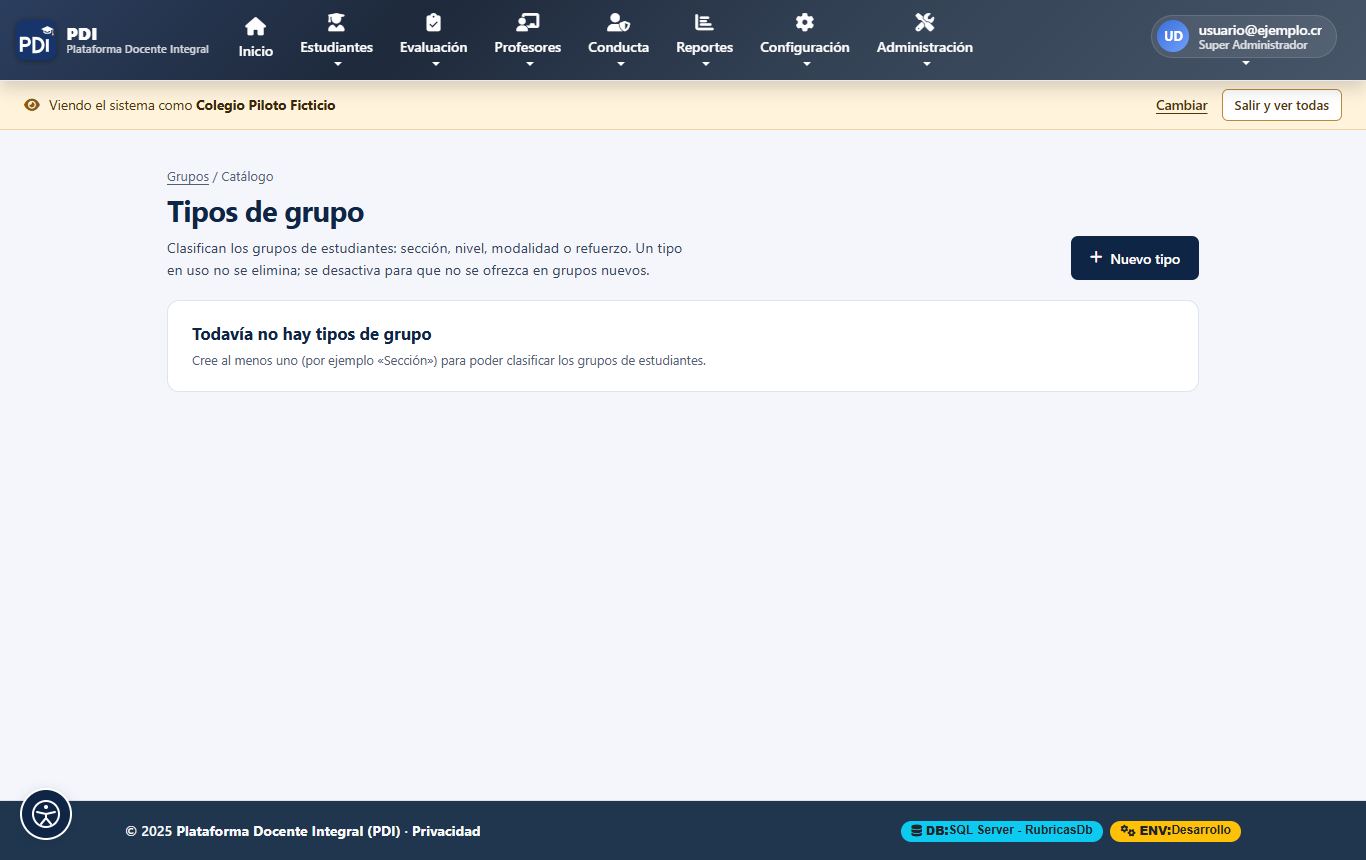 PDI
PDI
Plataforma Docente Integral
Inicio
Estudiantes
Evaluación
Profesores
Conducta
Reportes
Configuración
Administración
UD
usuario@ejemplo.cr
Super Administrador
Viendo el sistema como Colegio Piloto Ficticio
Cambiar
Salir y ver todas
Grupos / Catálogo
Tipos de grupo
Clasifican los grupos de estudiantes: sección, nivel, modalidad o refuerzo. Un tipo
en uso no se elimina; se desactiva para que no se ofrezca en grupos nuevos.
+ Nuevo tipo
Todavía no hay tipos de grupo
Cree al menos uno (por ejemplo «Sección») para poder clasificar los grupos de estudiantes.
© 2025 Plataforma Docente Integral (PDI) · Privacidad
DB:SQL Server - RubricasDb
ENV:Desarrollo